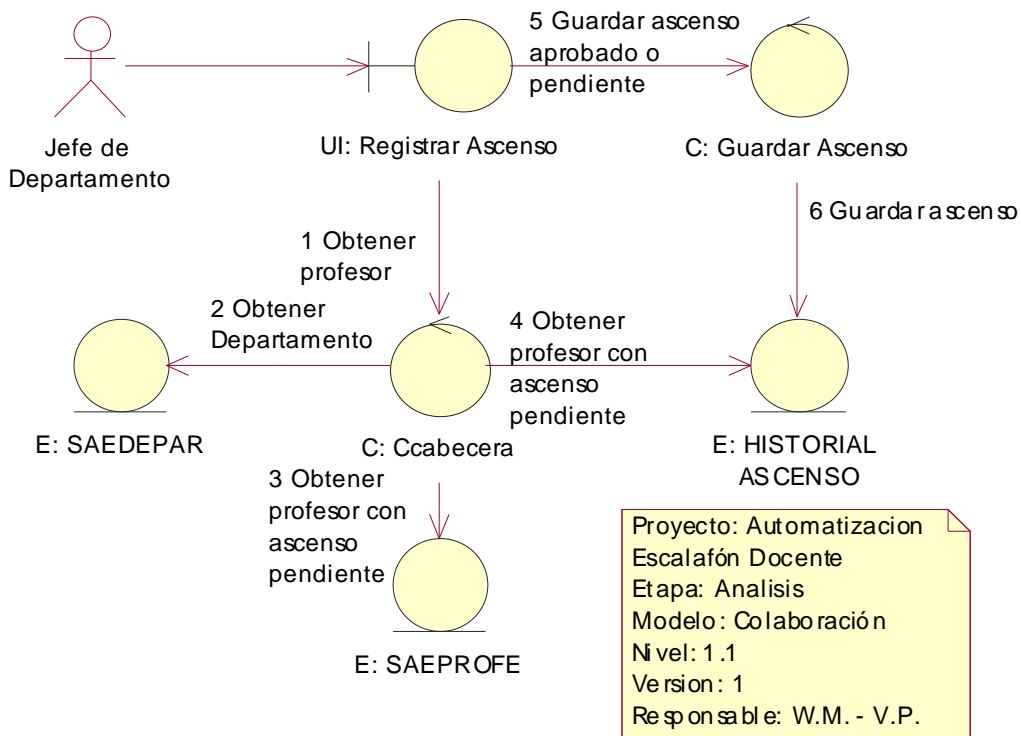 5 Guardar ascenso
aprobado o
pendiente
Jefe de
Departamento
UI: Registrar Ascenso
C: Guardar Ascenso
6 Guardar ascenso
1 Obtener
profesor
2 Obtener
Departamento
4 Obtener
profesor con
ascenso
pendiente
E: SAEDEPAR
C: Ccabecera
E: HISTORIAL
ASCENSO
3 Obtener
profesor con
ascenso
pendiente
E: SAEPROFE
Proyecto: Automatizacion
Escalafón Docente
Etapa: Analisis
Modelo: Colaboración
Nivel: 1.1
Version: 1
Responsable: W.M. - V.P.